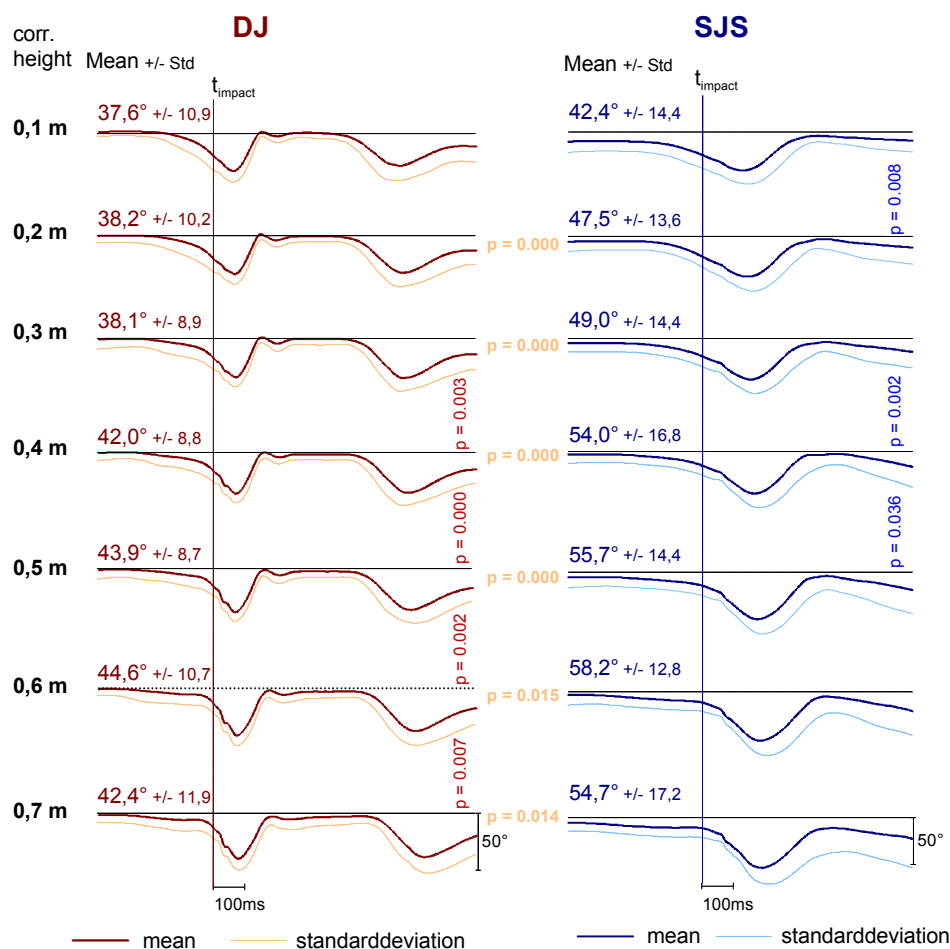 DJ
SJS
corr.
height
Mean +/- Std
Mean +/- Std
t impact
t impact
0,1 m
37,6° +/- 10,9
42,4° +/- 14,4
p = 0.008
0,2 m
38,2° +/- 10,2
p = 0.000
47,5° +/- 13,6
0,3 m
38,1° +/- 8,9
p = 0.000
49,0° +/- 14,4
p = 0.003
p = 0.002
0,4 m
42,0° +/- 8,8
p = 0.000
54,0° +/- 16,8
p = 0.000
p = 0.036
0,5 m
43,9° +/- 8,7
p = 0.000
55,7° +/- 14,4
p = 0.002
0,6 m
44,6° +/- 10,7
p = 0.015
58,2° +/- 12,8
p = 0.007
0,7 m
42,4° +/- 11,9
p = 0.014
54,7° +/- 17,2
50°
50°
100ms
100ms
mean
standarddeviation
mean
standarddeviation